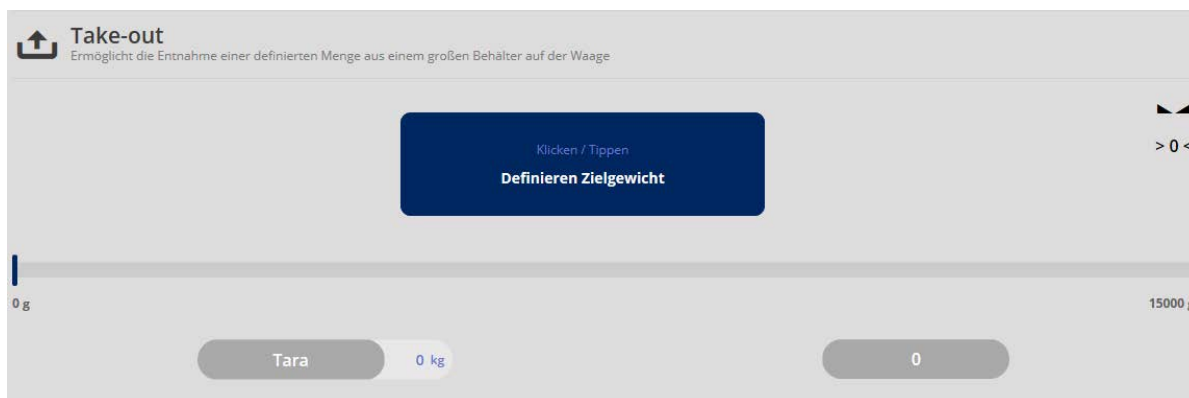 Take-out
Ermöglicht die Entnahme einer definierten Menge aus einem großen Behälter auf der Waage
Klicken / Tippen
Definieren Zielgewicht
> 0 <
0 g
15000 g
Tara
0 kg
0